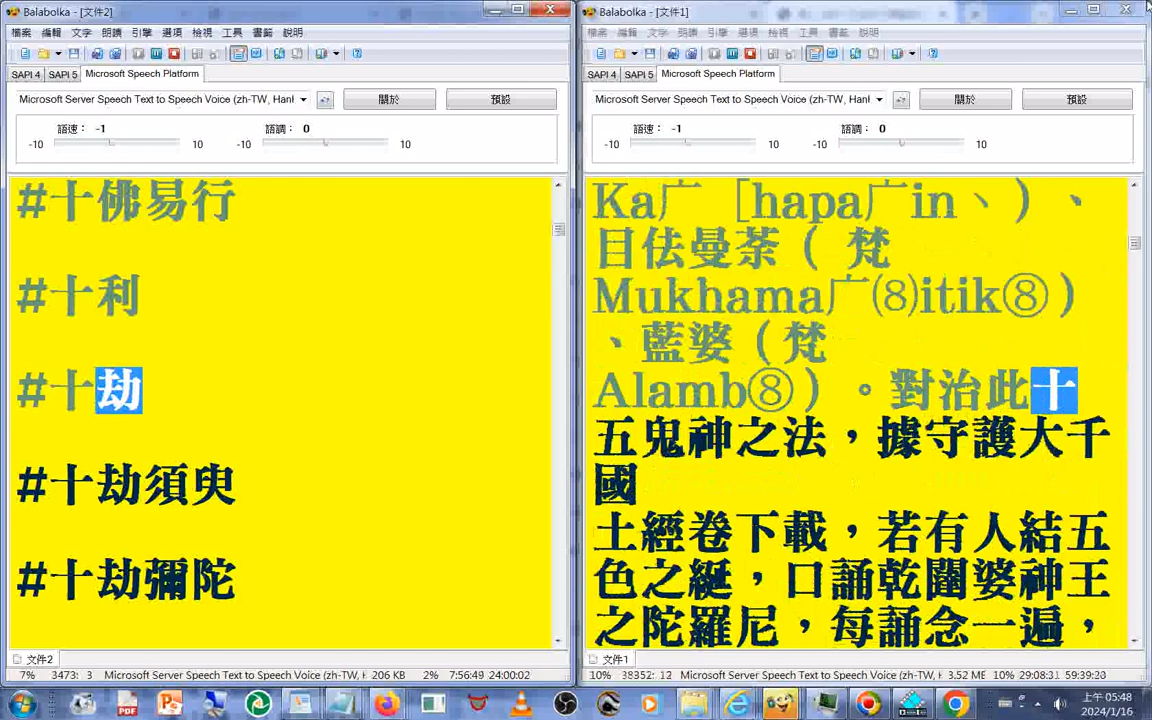 Balabolka - [文件2]
檔案 編輯 文字 朗讀 引擎 選項 檢視 工具 書籤 說明
SAPI 4 SAPI 5 Microsoft Speech Platform
Microsoft Server Speech Text to Speech Voice (zh-TW, Hanl
關於 預設
語速： -1 語調： 0
-10 10 -10 10
#十佛易行
#十利
#十劫
#十劫須臾
#十劫彌陀
文件2
7% 3473: 3 Microsoft Server Speech Text to Speech Voice (zh-TW, H 206 KB 2% 7:56:49 24:00:02
Balabolka - [文件1]
檔案 編輯 文字 朗讀 引擎 選項 檢視 工具 書籤 說明
SAPI 4 SAPI 5 Microsoft Speech Platform
Microsoft Server Speech Text to Speech Voice (zh-TW, Hanl
關於 預設
語速： -1 語調： 0
-10 10 -10 10
Ka广［hapa广in丶）、
目佉曼荼（ 梵
Mukhama广⑻itik⑧）
、藍婆（梵
Alamb⑧）。對治此十
五鬼神之法，據守護大千
國
土經卷下載，若有人結五
色之綖，口誦乾闥婆神王
之陀羅尼，每誦念一遍，
文件1
10% 38352: 12 Microsoft Server Speech Text to Speech Voice (zh-TW, H 3.52 MB 10% 29:08:31 59:39:23
上午 05:48
2024/1/16